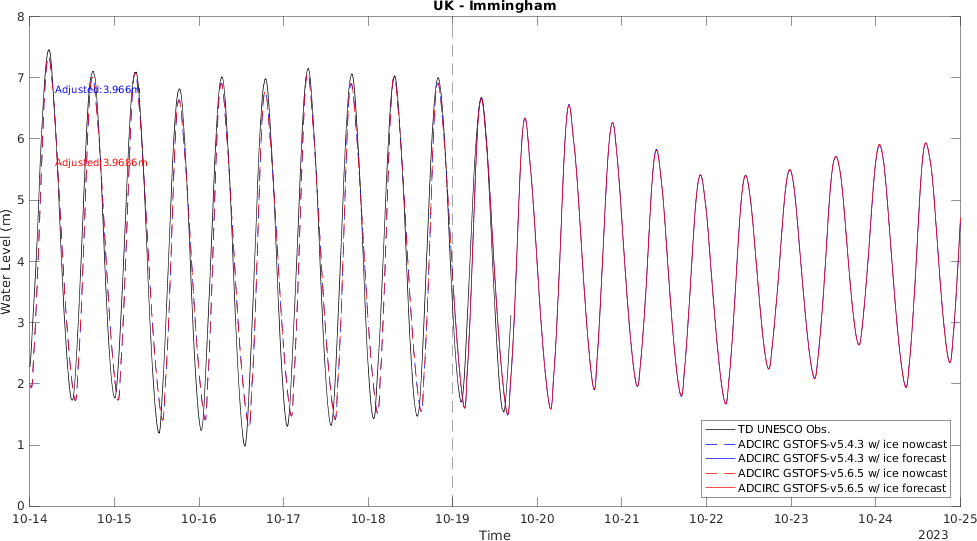 UK - Immingham
8
7
6
5
4
3
2
1
0
Water Level (m)
Adjusted:3.966m
Adjusted:3.9686m
TD UNESCO Obs.
ADCIRC GSTOFS-v5.4.3 w/ ice nowcast
ADCIRC GSTOFS-v5.4.3 w/ ice forecast
ADCIRC GSTOFS-v5.6.5 w/ ice nowcast
ADCIRC GSTOFS-v5.6.5 w/ ice forecast
10-14 10-15 10-16 10-17 10-18 10-19 10-20 10-21 10-22 10-23 10-24 10-25
Time
2023